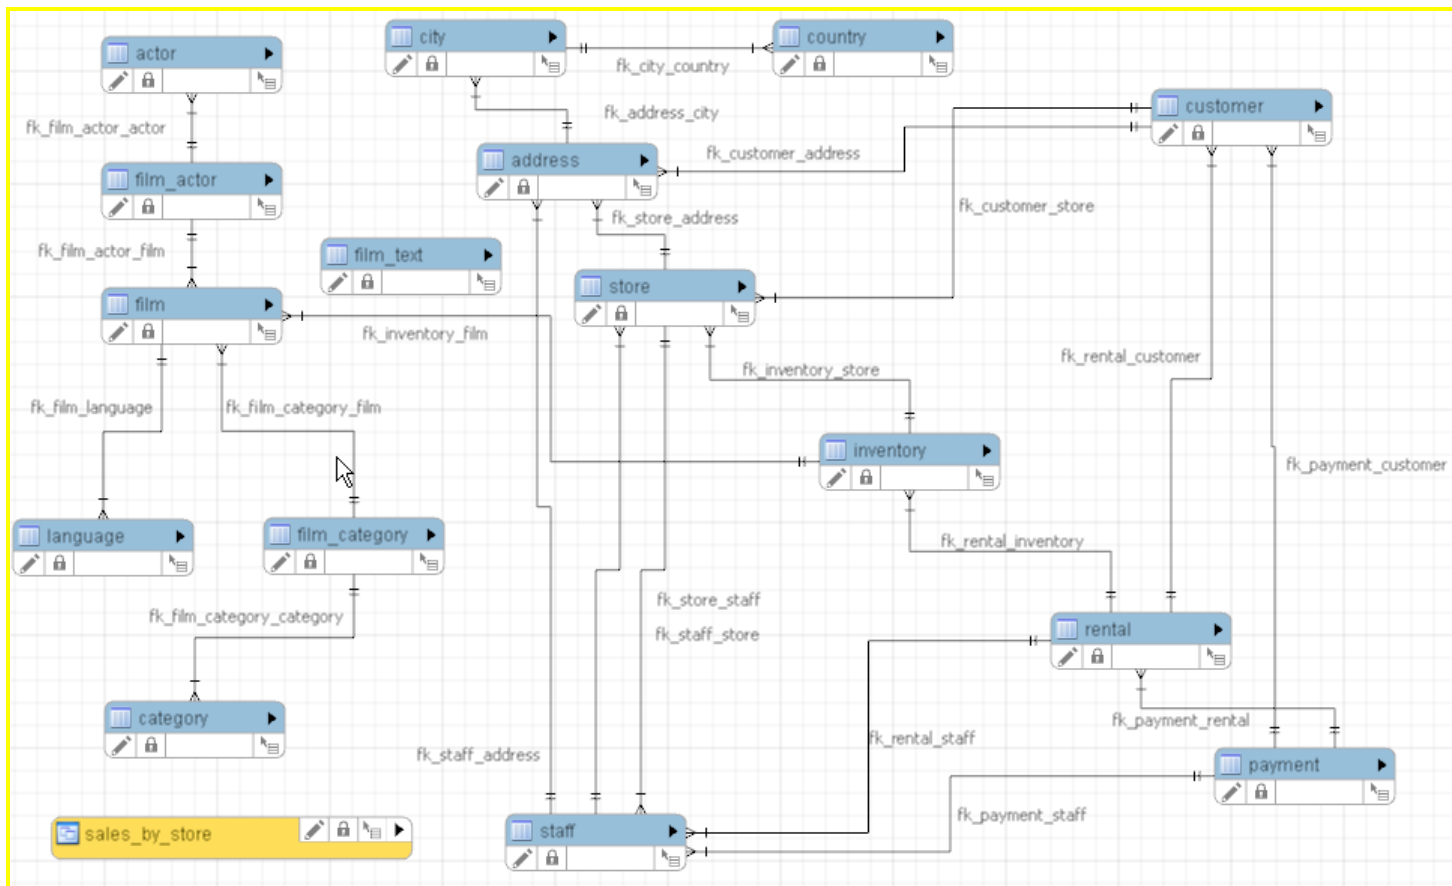 city
country
actor
fk_city_country
customer
fk_address_city
fk_film_actor_actor
fk_customer_address
address
film_actor
fk_customer_store
fk_store_address
fk_film_actor_film
film_text
store
film
fk_inventory_film
fk_rental_customer
fk_inventory_store
fk_film_language
fk_film_category_film
inventory
fk_payment_customer
language
film_category
fk_rental_inventory
fk_store_staff
fk_film_category_category
rental
fk_staff_store
category
fk_payment_rental
fk_rental_staff
fk_staff_address
payment
fk_payment_staff
sales_by_store
staff